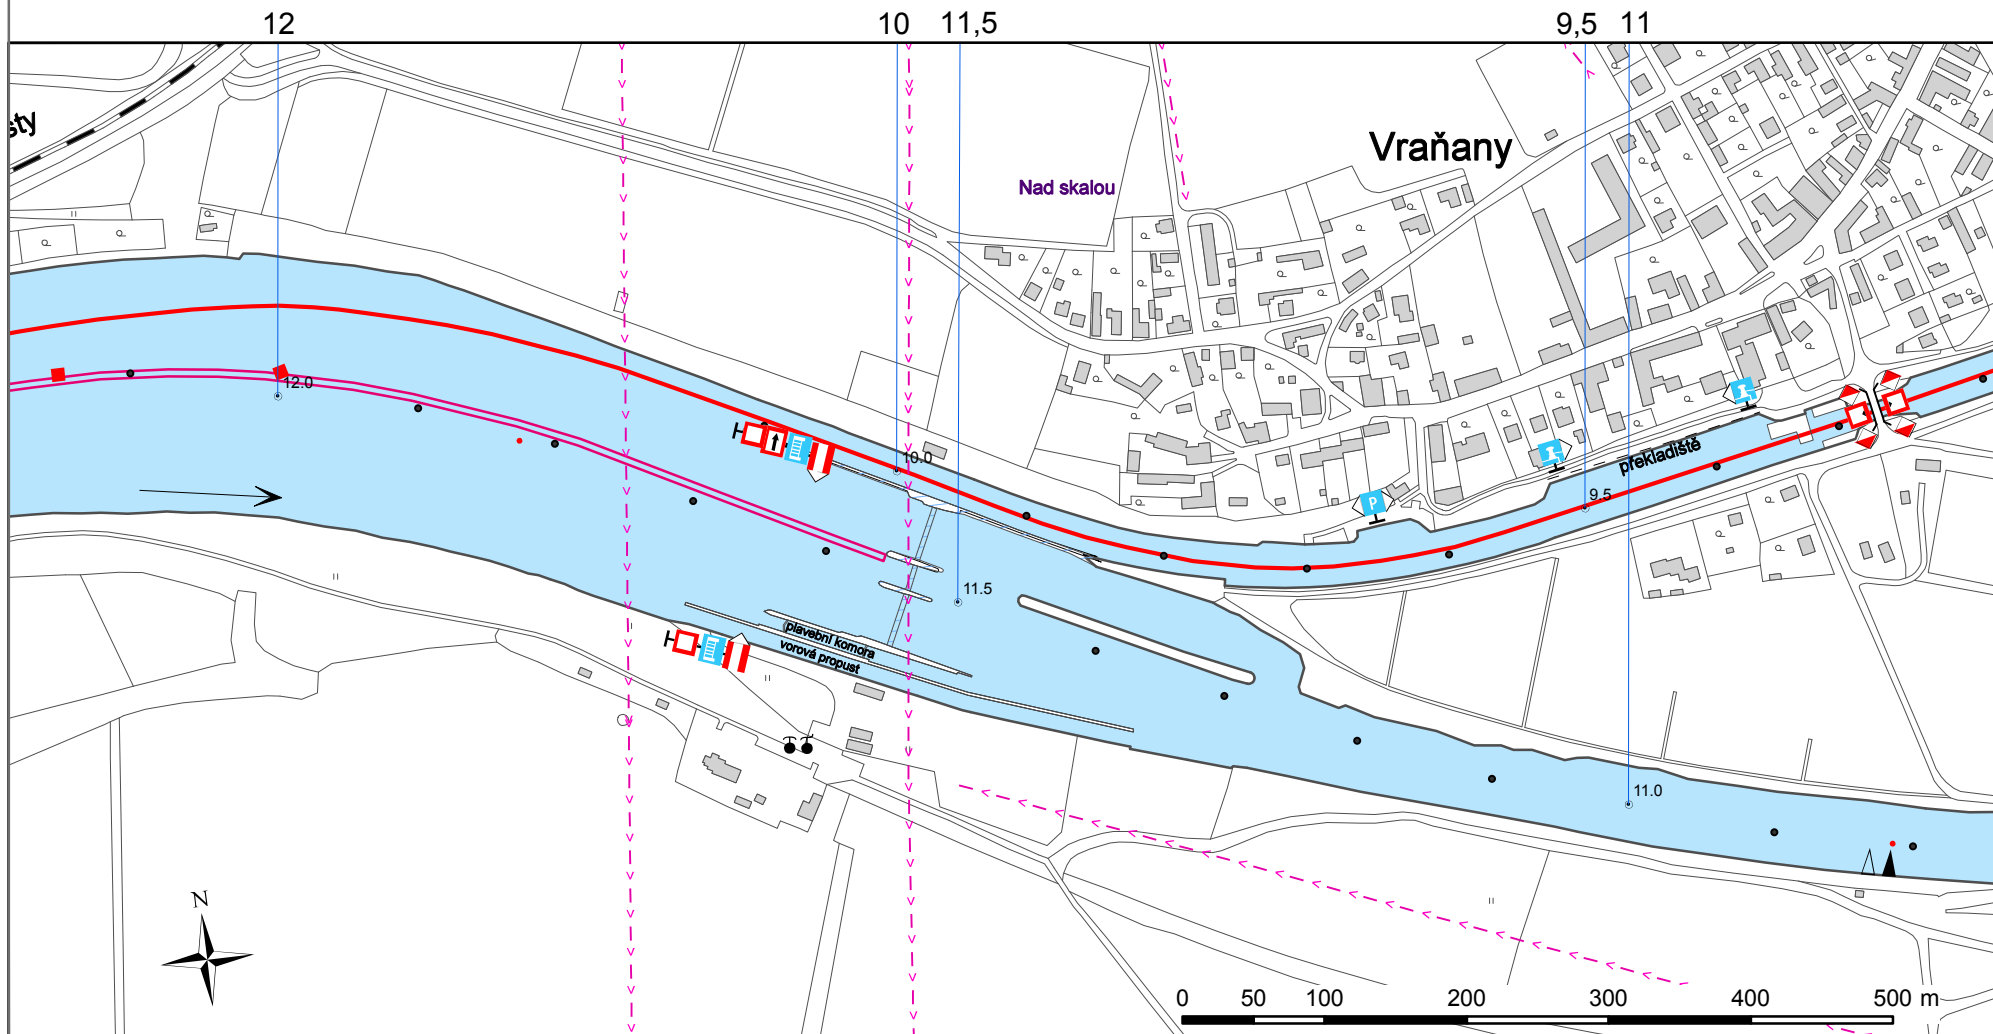 12 10 11,5 9,5 11
sty
Vraňany
Nad skalou
12.0
10.0
překladiště
9.5
P
11.5
plavební komora
vorová propust
11.0
N
0 50 100 200 300 400 500 m